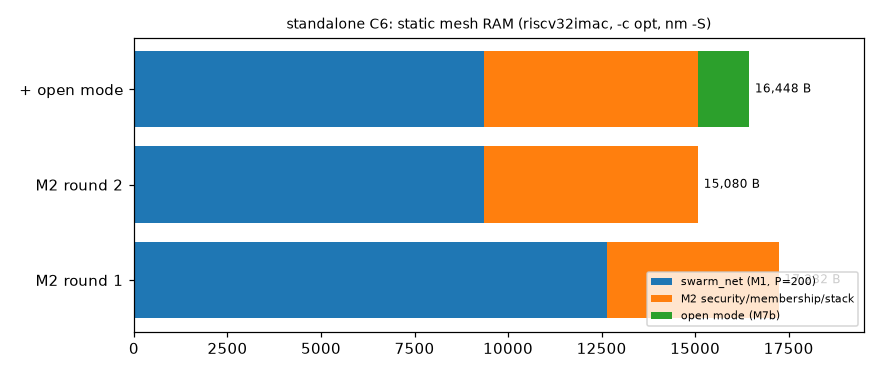 standalone C6: static mesh RAM (riscv32imac, -c opt, nm -S)
+ open mode
16,448 B
M2 round 2
15,080 B
M2 round 1
swarm_net (M1, P=200)
M2 security/membership/stack
open mode (M7b)
0 2500 5000 7500 10000 12500 15000 17500